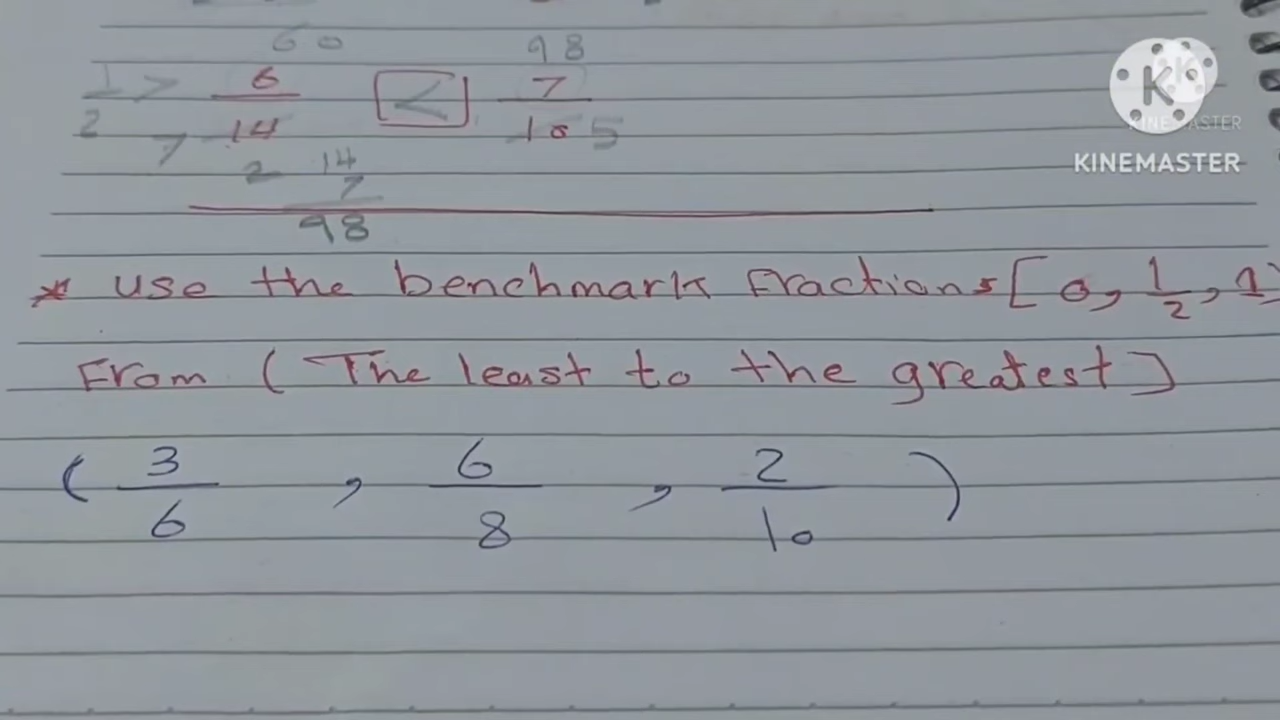 60 98
1/2 > 6/14 < 7/10 5
7 2 14
7
98
* Use the benchmark Fractions [0, 1/2, 1]
From (The least to the greatest)
( 3/6 , 6/8 , 2/10 )
KINEMASTER
KINEMASTER